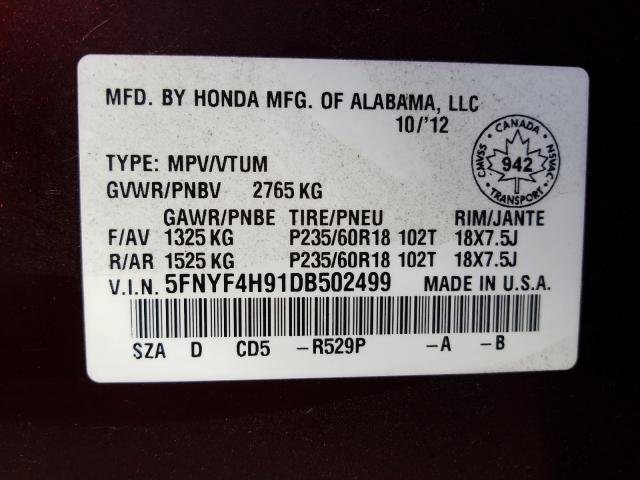 MFD. BY HONDA MFG. OF ALABAMA, LLC
10/'12
CANADA
CMVSS 942 NSVAC
TRANSPORT
TYPE: MPV/VTUM
GVWR/PNBV 2765 KG
GAWR/PNBE TIRE/PNEU RIM/JANTE
F/AV 1325 KG P235/60R18 102T 18X7.5J
R/AR 1525 KG P235/60R18 102T 18X7.5J
V.I.N. 5FNYF4H91DB502499 MADE IN U.S.A.
SZA D CD5 -R529P -A -B